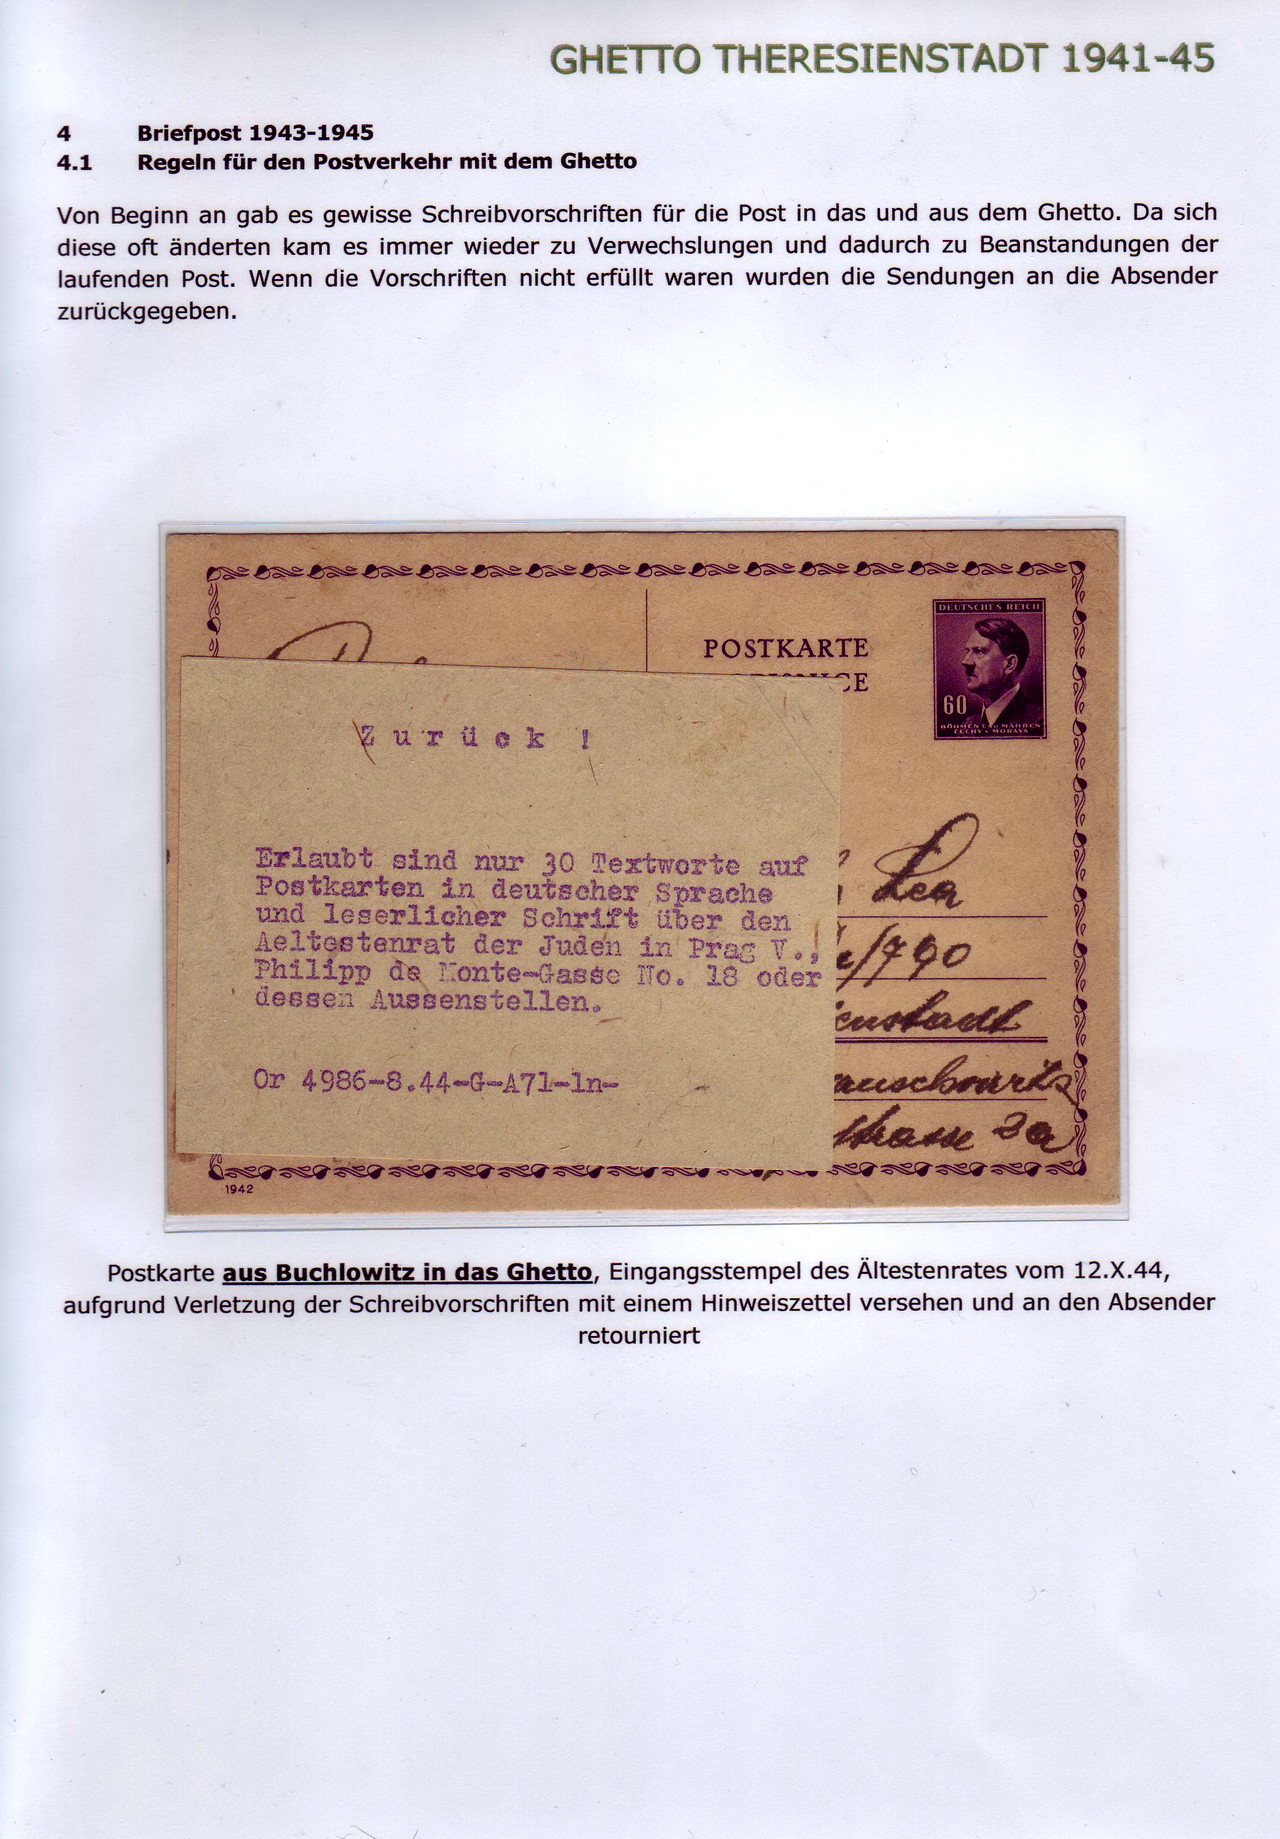 GHETTO THERESIENSTADT 1941-45
4 Briefpost 1943-1945
4.1 Regeln für den Postverkehr mit dem Ghetto
Von Beginn an gab es gewisse Schreibvorschriften für die Post in das und aus dem Ghetto. Da sich
diese oft änderten kam es immer wieder zu Verwechslungen und dadurch zu Beanstandungen der
laufenden Post. Wenn die Vorschriften nicht erfüllt waren wurden die Sendungen an die Absender
zurückgegeben.
POSTKARTE
DEUTSCHES REICH
60
BÖHMEN u. MÄHREN
ČECHY a MORAVA
Zurück !
Erlaubt sind nur 30 Textworte auf
Postkarten in deutscher Sprache
und leserlicher Schrift über den
Aeltestenrat der Juden in Prag V.,
Philipp de Monte-Gasse No. 18 oder
dessen Aussenstellen.
Or 4986-8.44-G-A71-ln-
Lea
/790
enstadt
strasse 3a
1942
Postkarte aus Buchlowitz in das Ghetto, Eingangsstempel des Ältestenrates vom 12.X.44,
aufgrund Verletzung der Schreibvorschriften mit einem Hinweiszettel versehen und an den Absender
retourniert